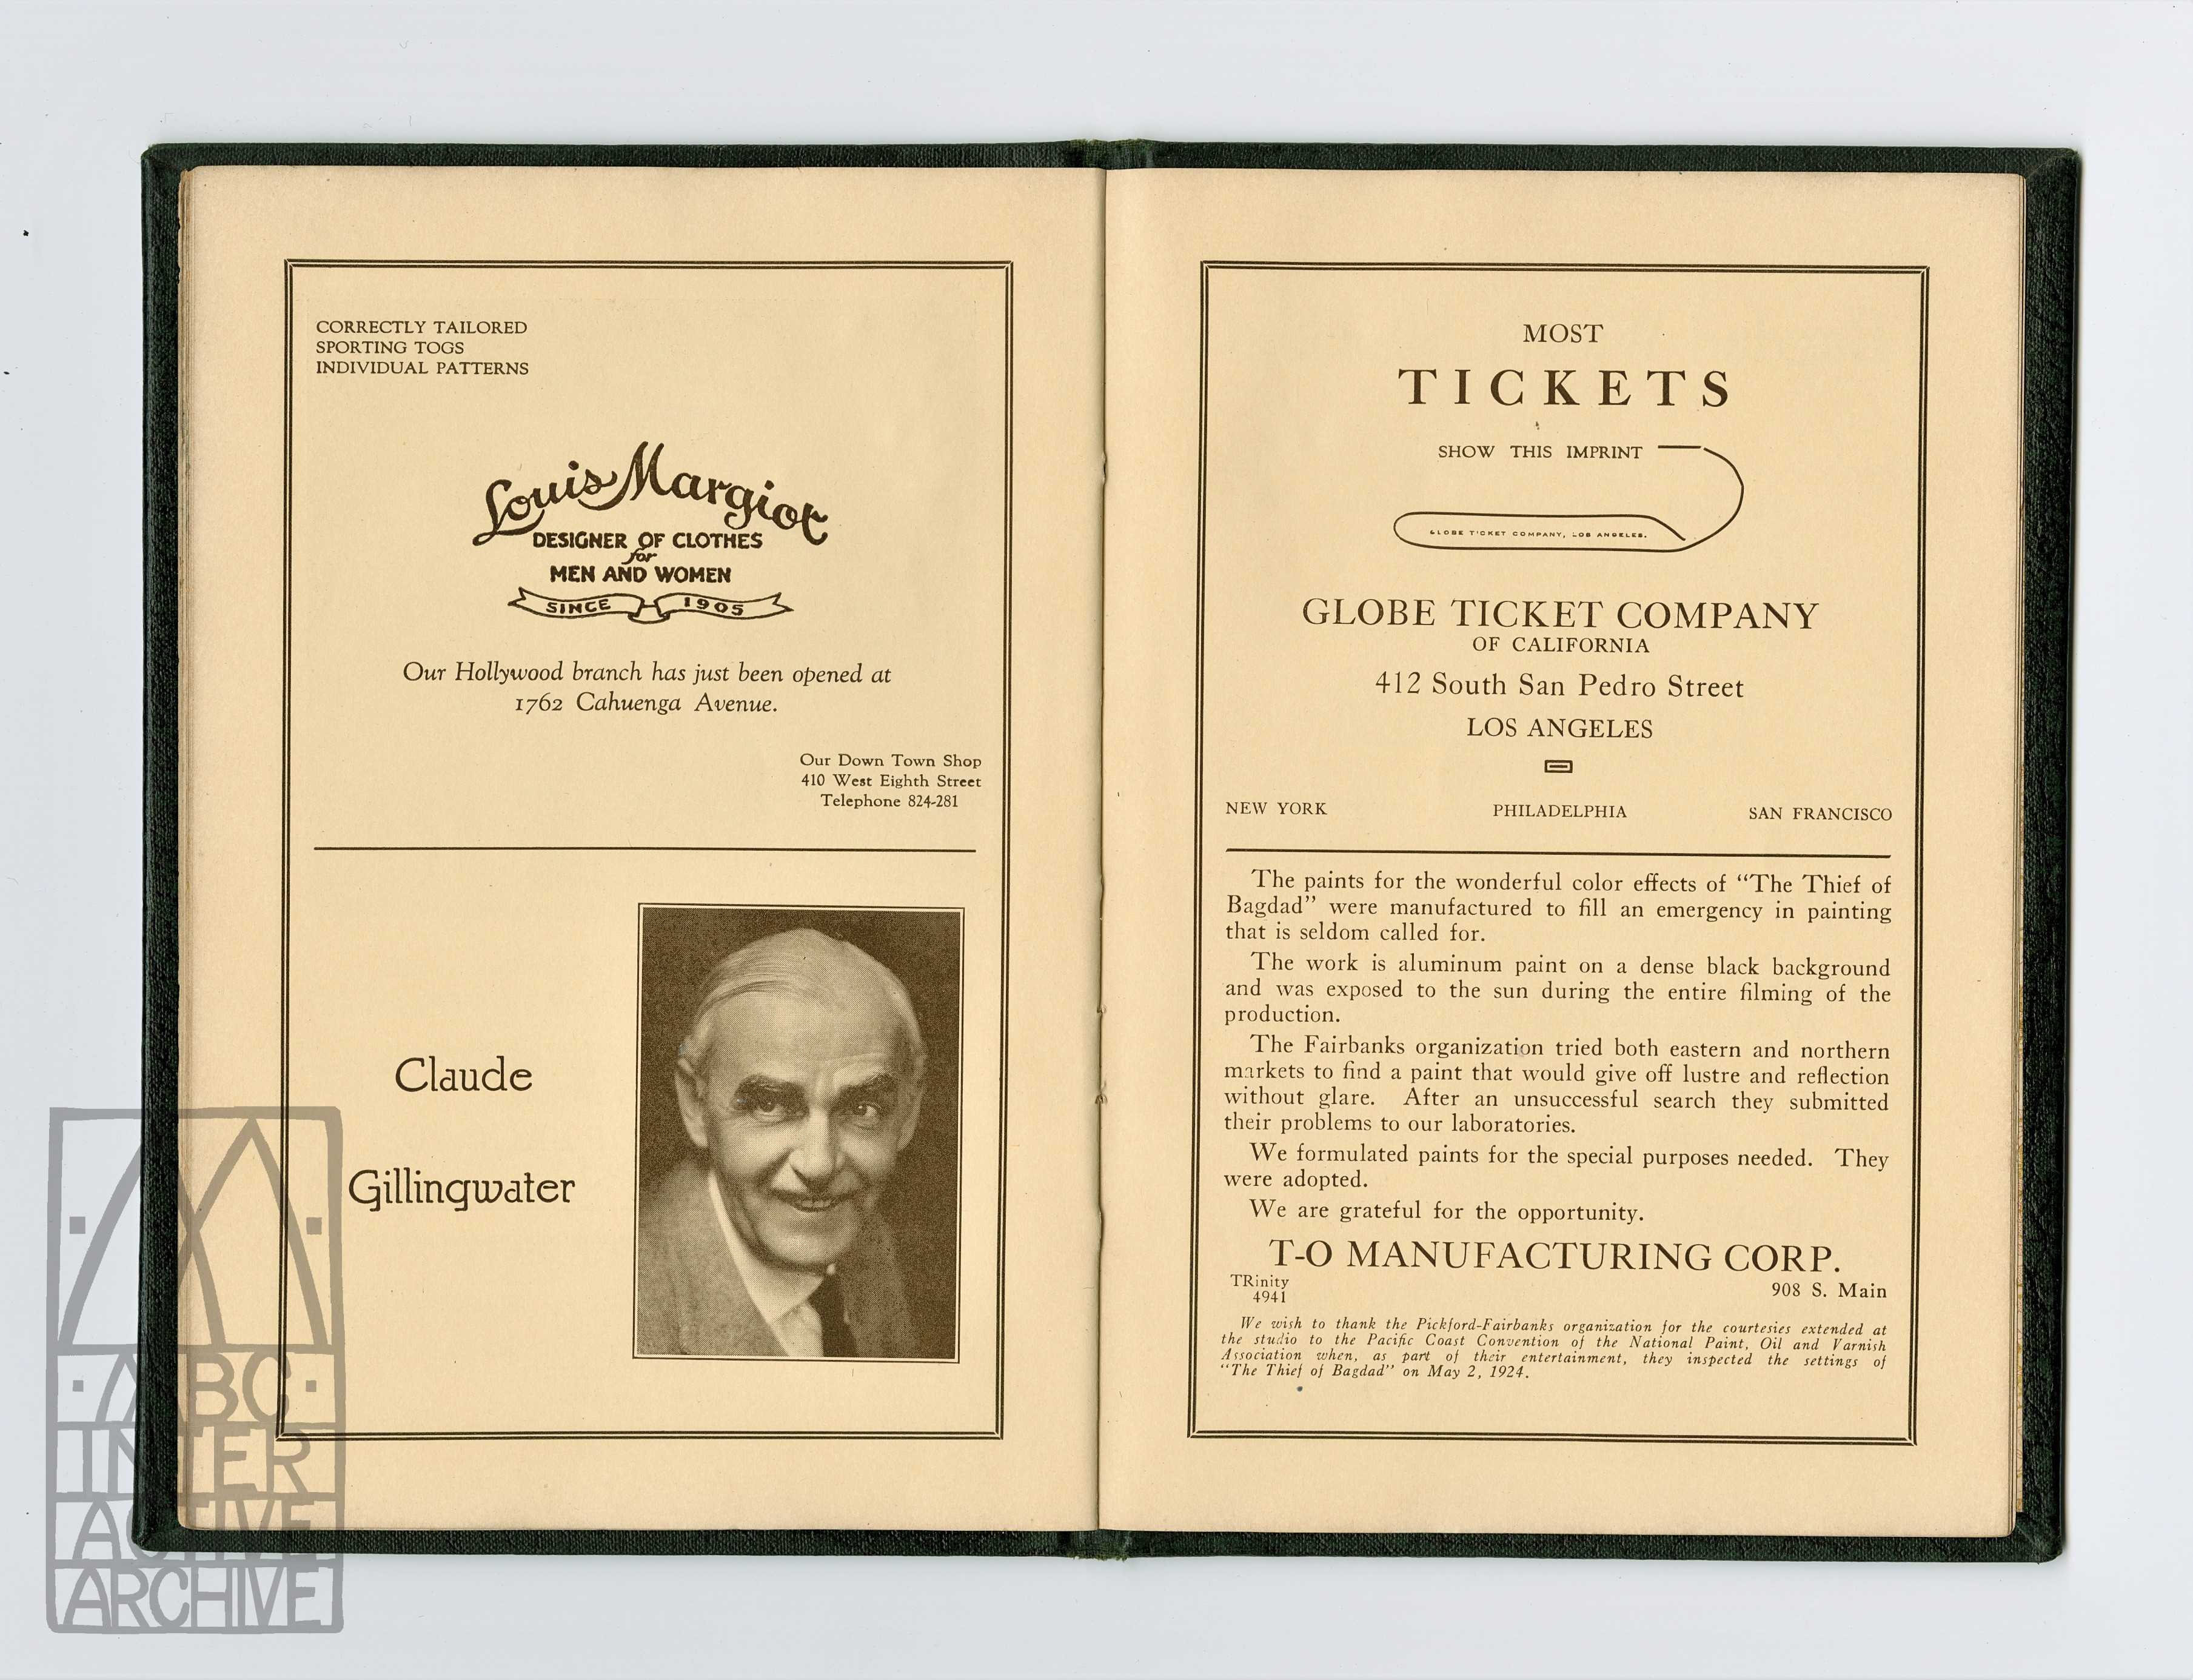 CORRECTLY TAILORED
SPORTING TOGS
INDIVIDUAL PATTERNS
Louis Margiot
DESIGNER OF CLOTHES
for
MEN AND WOMEN
SINCE 1905
Our Hollywood branch has just been opened at
1762 Cahuenga Avenue.
Our Down Town Shop
410 West Eighth Street
Telephone 824-281
Claude
Gillingwater
MOST
TICKETS
SHOW THIS IMPRINT
GLOBE TICKET COMPANY, LOS ANGELES.
GLOBE TICKET COMPANY
OF CALIFORNIA
412 South San Pedro Street
LOS ANGELES
NEW YORK PHILADELPHIA SAN FRANCISCO
The paints for the wonderful color effects of "The Thief of
Bagdad" were manufactured to fill an emergency in painting
that is seldom called for.
The work is aluminum paint on a dense black background
and was exposed to the sun during the entire filming of the
production.
The Fairbanks organization tried both eastern and northern
markets to find a paint that would give off lustre and reflection
without glare. After an unsuccessful search they submitted
their problems to our laboratories.
We formulated paints for the special purposes needed. They
were adopted.
We are grateful for the opportunity.
T-O MANUFACTURING CORP.
TRinity
4941
908 S. Main
We wish to thank the Pickford-Fairbanks organization for the courtesies extended at
the studio to the Pacific Coast Convention of the National Paint, Oil and Varnish
Association when, as part of their entertainment, they inspected the settings of
"The Thief of Bagdad" on May 2, 1924.
ABC
INTER
ACTIVE
ARCHIVE